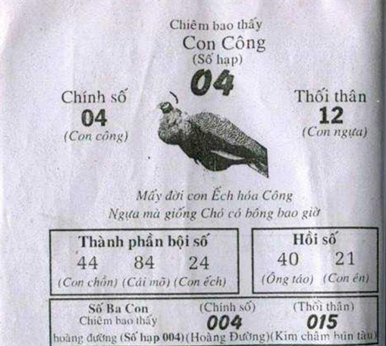 Chiêm bao thấy
Con Công
(Số hạp)
04
Chính số
04
(Con công)
Thối thân
12
(Con ngựa)
Mấy đời con Ếch hóa Công
Ngựa mà giống Chó có bông bao giờ
Thành phần bội số
44 84 24
(Con chồn) (Cái mõ) (Con ếch)
Hồi số
40 21
(Ông táo) (Con én)
Số Ba Con (Chính số) (Thối thân)
Chiêm bao thấy 004 015
hoàng đường (Số hạp 004) (Hoàng Đường) (Kim châm bún tàu)